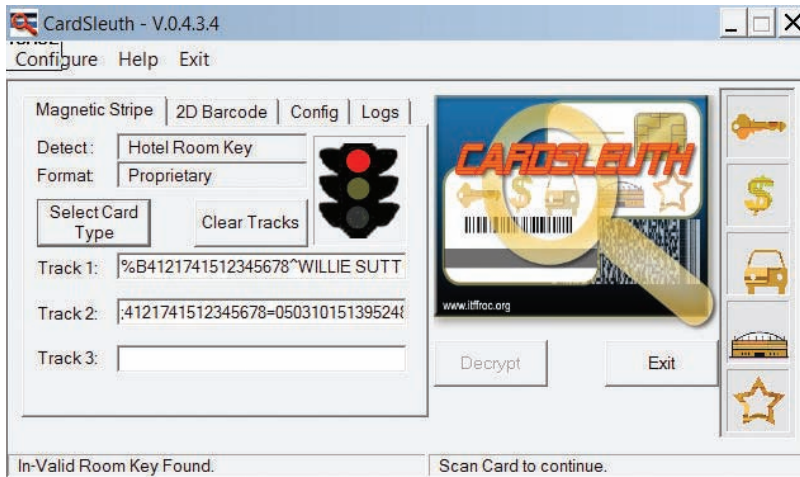 CardSleuth - V.0.4.3.4
Configure Help Exit
Magnetic Stripe 2D Barcode Config Logs
Detect: Hotel Room Key
Format: Proprietary
Select Card Type
Clear Tracks
Track 1: %B4121741512345678^WILLIE SUTT
Track 2: ;4121741512345678=050310151395248
Track 3:
CARDSLEUTH
www.itffroc.org
Decrypt Exit
In-Valid Room Key Found. Scan Card to continue.